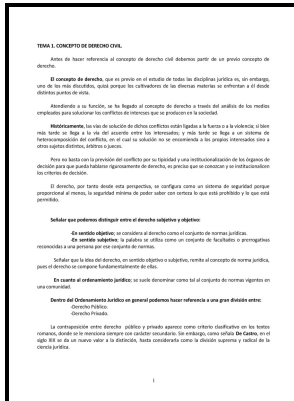 TEMA 1. CONCEPTO DE DERECHO CIVIL.
Antes de hacer referencia al concepto de derecho civil debemos partir de un previo concepto de
derecho.
El concepto de derecho, que es previo en el estudio de todas las disciplinas jurídica es, sin embargo,
uno de los más discutidos, quizá porque los cultivadores de las diversas materias se enfrentan a él desde
distintos puntos de vista.
Atendiendo a su función, se ha llegado al concepto de derecho a través del análisis de los medios
empleados para solucionar los conflictos de intereses que se producen en la sociedad.
Históricamente, las vías de solución de dichos conflictos están ligadas a la fuerza o a la violencia; si bien
más tarde se llega a la vía del acuerdo entre los interesados; y más tarde se llega a un sistema de
heterocomposición del conflicto, en el cual su solución no se encomienda a los propios interesados sino a
otros sujetos distintos, árbitros o jueces.
Pero no basta con la previsión del conflicto por su tipicidad y una institucionalización de los órganos de
decisión para que pueda hablarse rigurosamente de derecho, es preciso que se conozcan y se institucionalicen
los criterios de decisión.
El derecho, por tanto desde esta perspectiva, se configura como un sistema de seguridad porque
proporcional al menos, la seguridad mínima de poder saber con certeza lo que está prohibido y lo que está
permitido.
Señalar que podemos distinguir entre el derecho subjetivo y objetivo:
-En sentido objetivo; se considera al derecho como el conjunto de normas jurídicas.
-En sentido subjetivo; la palabra se utiliza como un conjunto de facultades o prerrogativas
reconocidas a una persona por ese conjunto de normas.
Señalar que la idea del derecho, en sentido objetivo o subjetivo, remite al concepto de norma jurídica,
pues el derecho se compone fundamentalmente de ellas.
En cuanto al ordenamiento jurídico; se suele denominar como tal al conjunto de normas vigentes en
una comunidad.
Dentro del Ordenamiento Jurídico en general podemos hacer referencia a una gran división entre:
-Derecho Público.
-Derecho Privado.
La contraposición entre derecho público y privado aparece como criterio clasificativo en los textos
romanos, donde se le menciona siempre con carácter secundario. Sin embargo, como señala De Castro, en el
siglo XIX se da un nuevo valor a la distinción, hasta considerarla como la división suprema y radical de la
ciencia jurídica.
1